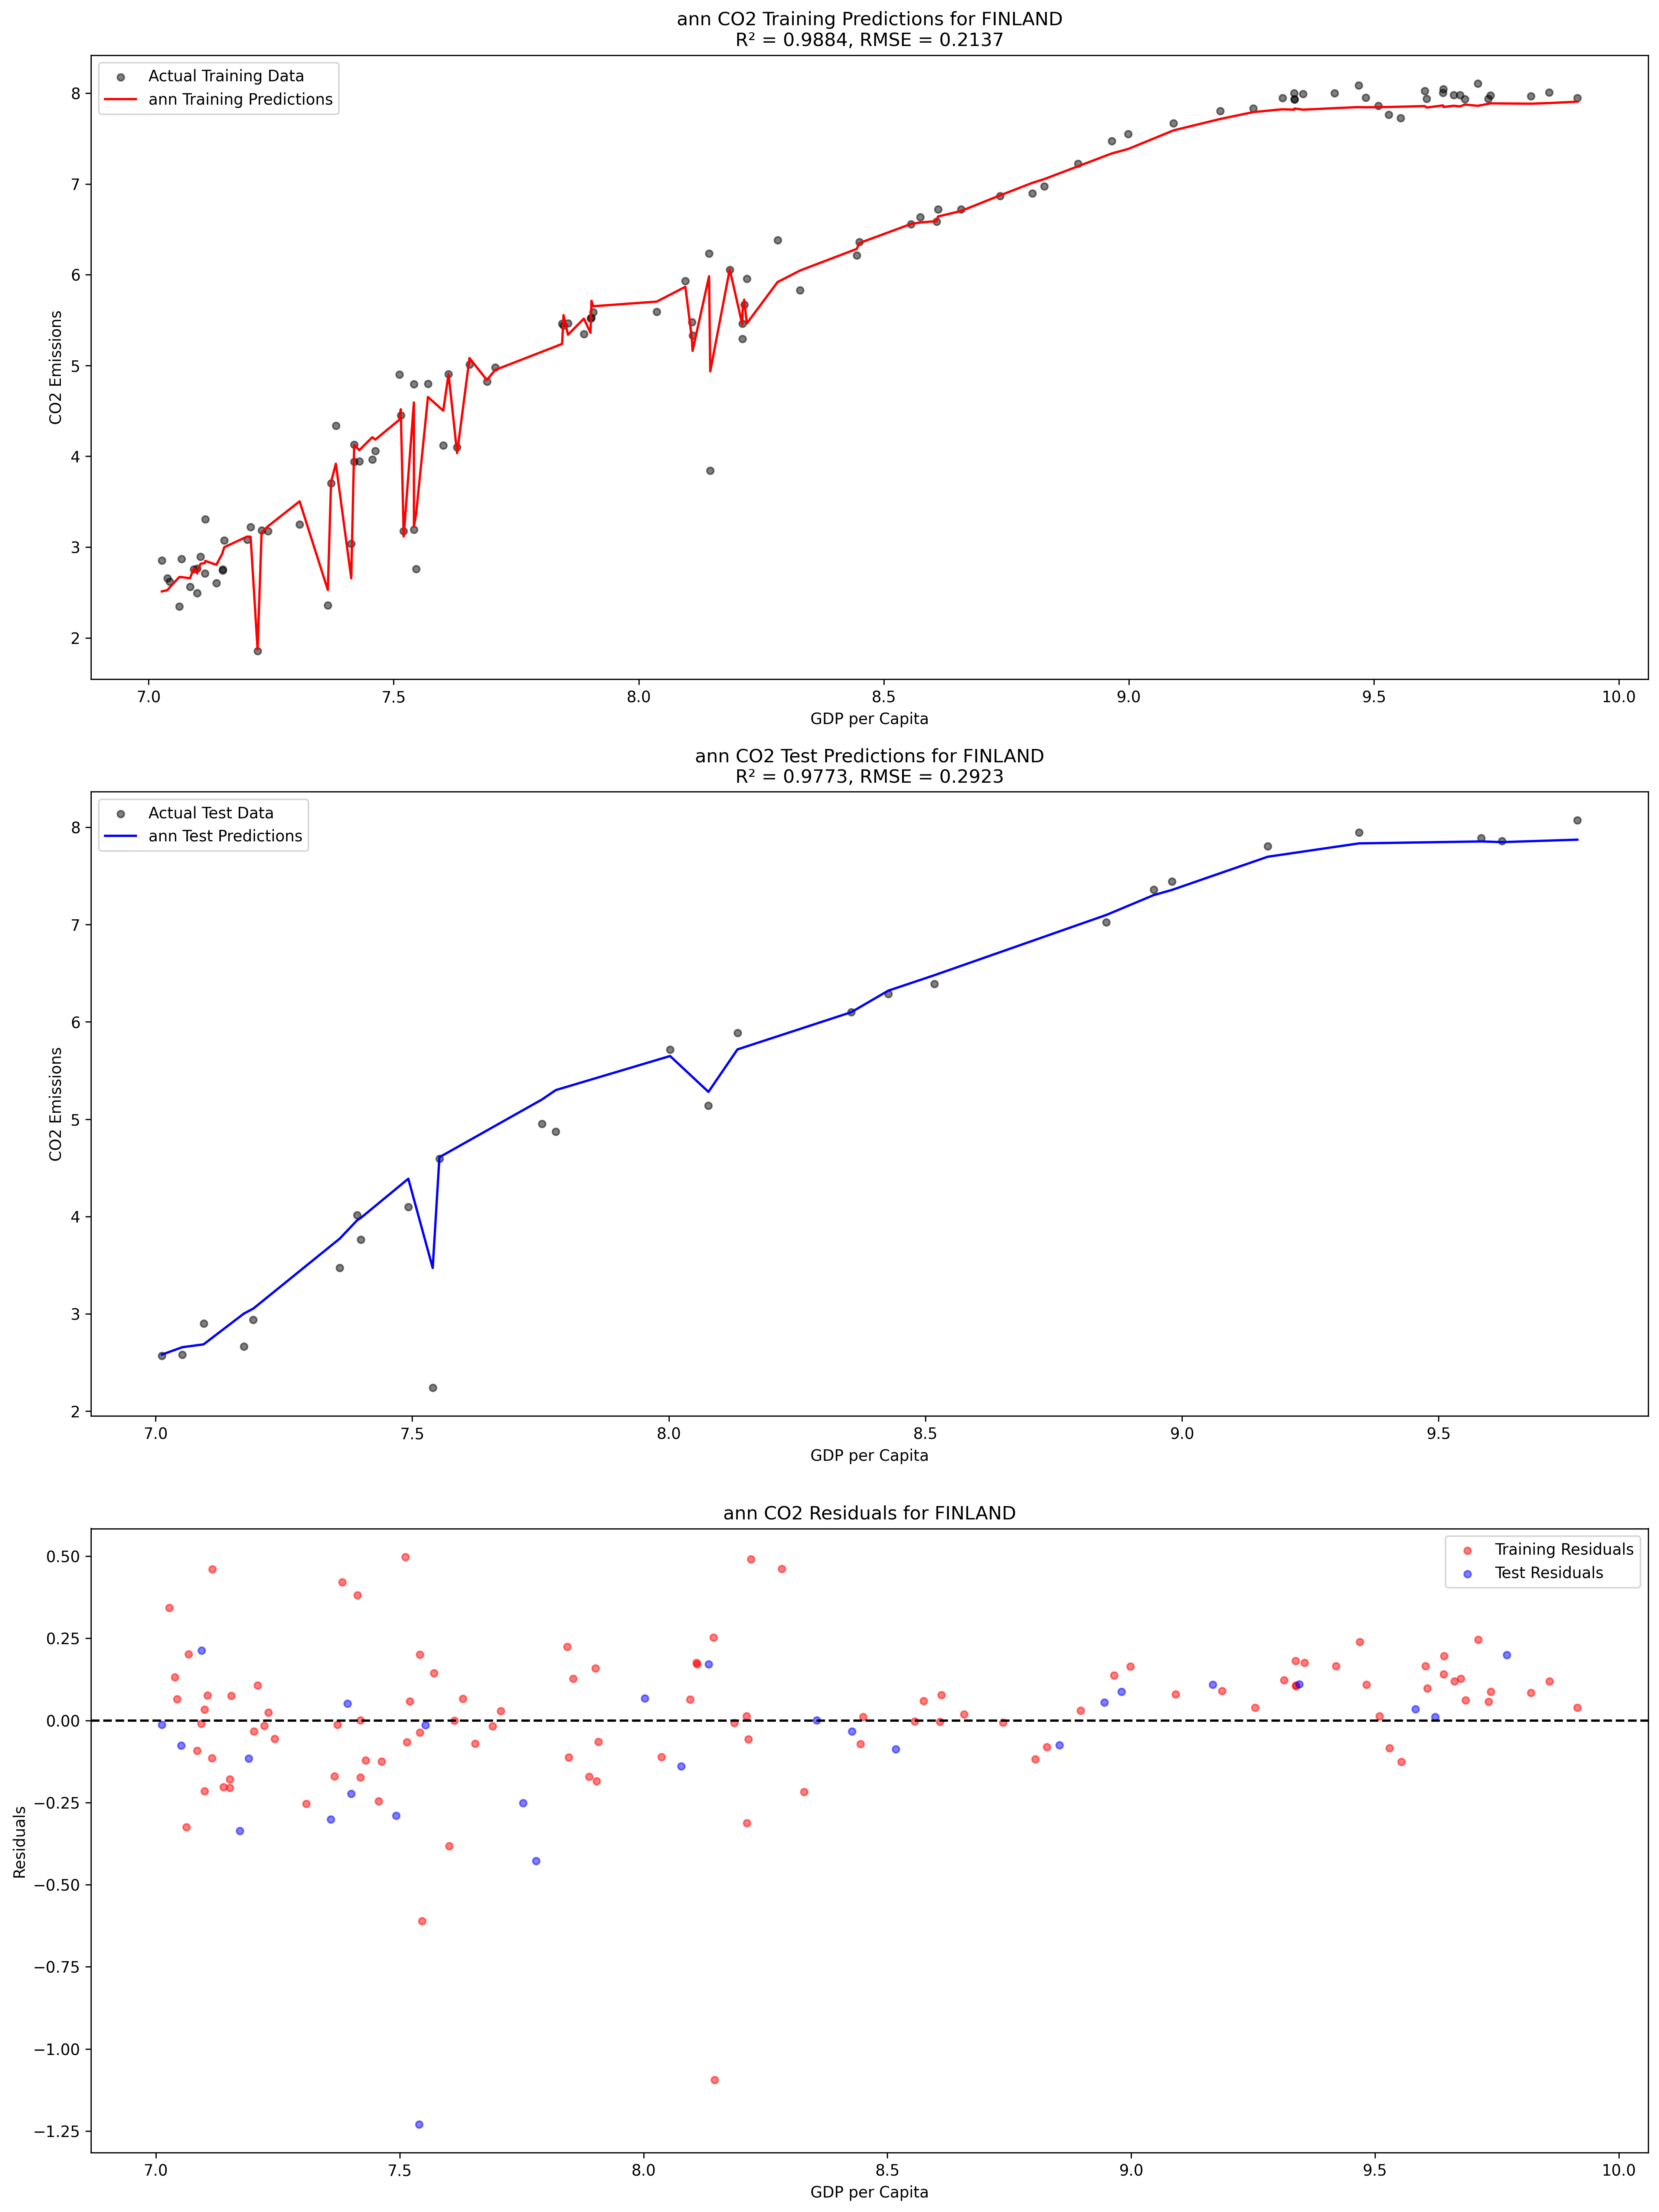 ann CO2 Training Predictions for FINLAND
R² = 0.9884, RMSE = 0.2137
Actual Training Data
ann Training Predictions
CO2 Emissions
8
7
6
5
4
3
2
7.0 7.5 8.0 8.5 9.0 9.5 10.0
GDP per Capita
ann CO2 Test Predictions for FINLAND
R² = 0.9773, RMSE = 0.2923
Actual Test Data
ann Test Predictions
CO2 Emissions
8
7
6
5
4
3
2
7.0 7.5 8.0 8.5 9.0 9.5
GDP per Capita
ann CO2 Residuals for FINLAND
Training Residuals
Test Residuals
Residuals
0.50
0.25
0.00
−0.25
−0.50
−0.75
−1.00
−1.25
7.0 7.5 8.0 8.5 9.0 9.5 10.0
GDP per Capita